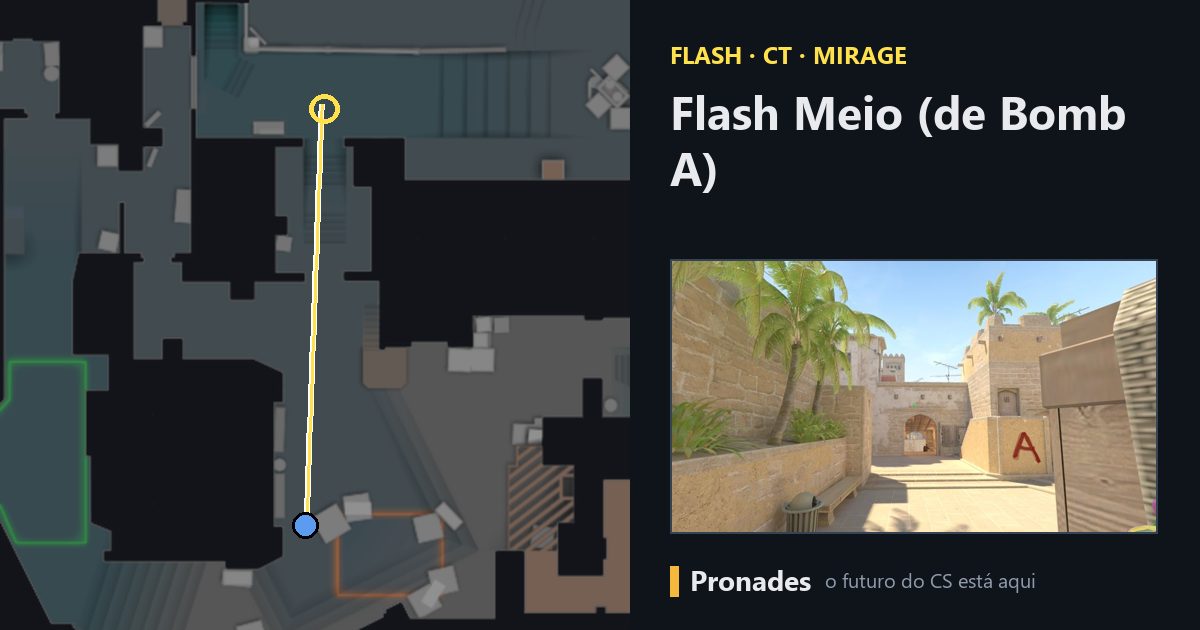 FLASH · CT · MIRAGE
Flash Meio (de Bomb
A)
A
Pronades o futuro do CS está aqui